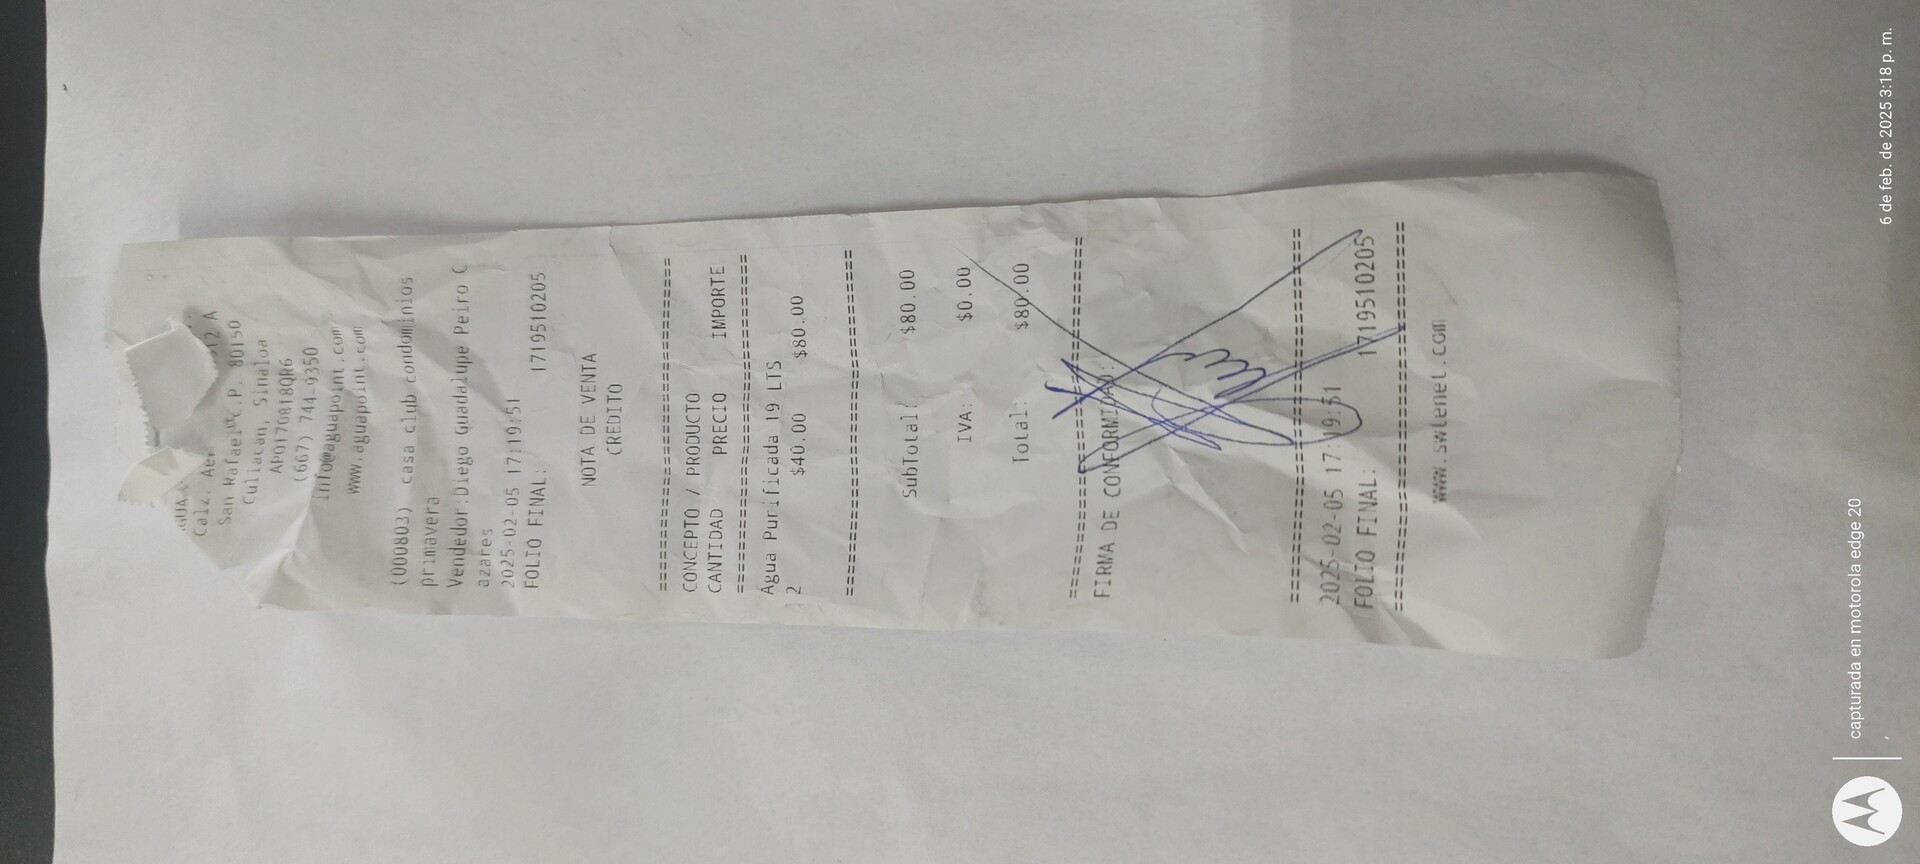 Calz.
San Rafael C.P. 80150
Culiacan, Sinaloa
APO170818QR6
(667) 744-9350
info@aguapoint.com
www.aguapoint.com
(000803) casa club condominios
primavera
Vendedor:Diego Guadalupe Peiro C
azares
2025-02-05 17:19:51
FOLIO FINAL: 1719510205
NOTA DE VENTA
CREDITO
================================
CONCEPTO / PRODUCTO
CANTIDAD PRECIO IMPORTE
================================
Agua Purificada 19 LTS
2 $40.00 $80.00
================================
SubTotal: $80.00
IVA: $0.00
Total: $80.00
================================
FIRMA DE CONFORMIDAD:
================================
2025-02-05 17:19:51
FOLIO FINAL: 1719510205
================================
www.swtenet.com
capturada en motorola edge 20
6 de feb. de 2025 3:18 p. m.